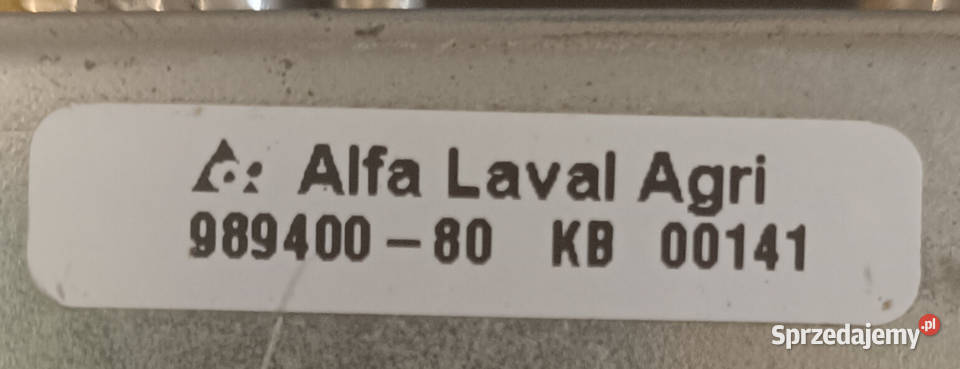 Alfa Laval Agri
989400-80 KB 00141
Sprzedajemy.pl